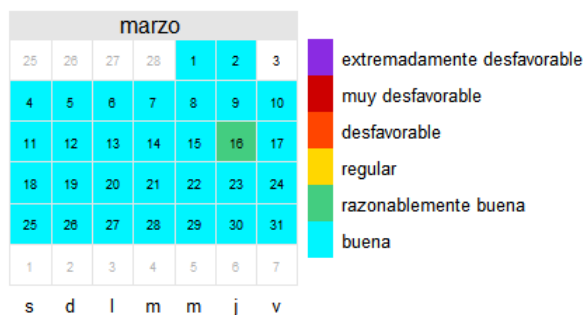 marzo
25 26 27 28 1 2 3
4 5 6 7 8 9 10
11 12 13 14 15 16 17
18 19 20 21 22 23 24
25 26 27 28 29 30 31
1 2 3 4 5 6 7
s d l m m j v
extremadamente desfavorable
muy desfavorable
desfavorable
regular
razonablemente buena
buena